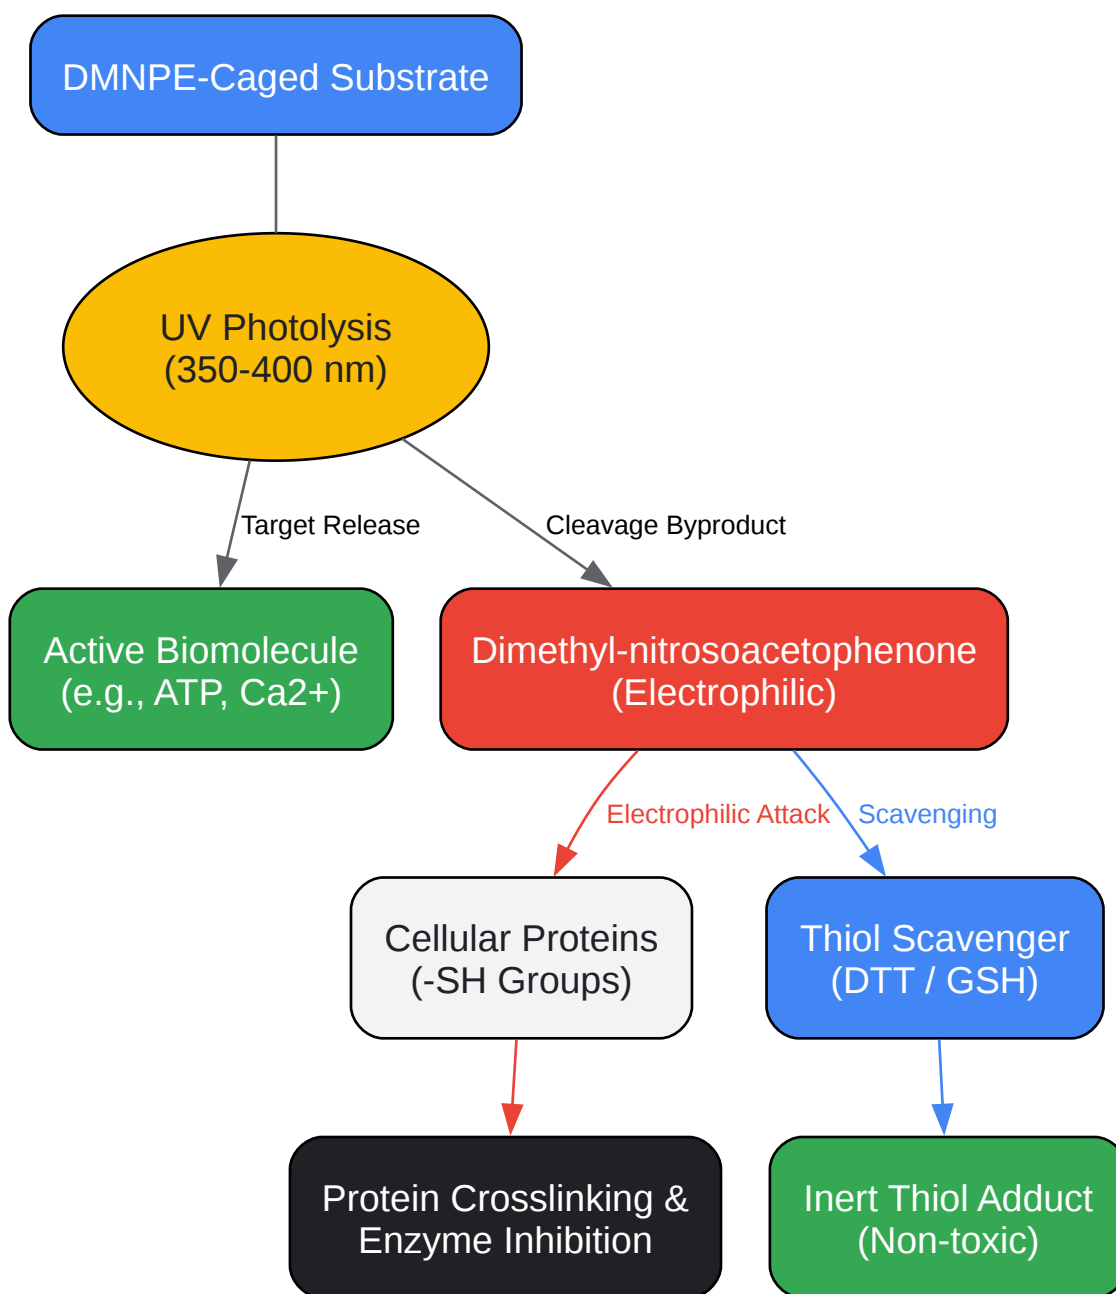 DMNPE-Caged Substrate
UV Photolysis
(350-400 nm)
Target Release
Cleavage Byproduct
Active Biomolecule
(e.g., ATP, Ca2+)
Dimethyl-nitrosoacetophenone
(Electrophilic)
Electrophilic Attack
Scavenging
Cellular Proteins
(-SH Groups)
Thiol Scavenger
(DTT / GSH)
Protein Crosslinking &
Enzyme Inhibition
Inert Thiol Adduct
(Non-toxic)